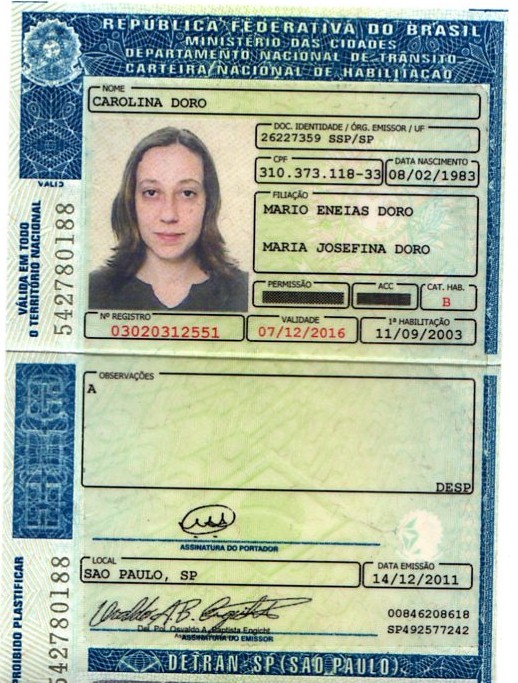 REPÚBLICA FEDERATIVA DO BRASIL
MINISTÉRIO DAS CIDADES
DEPARTAMENTO NACIONAL DE TRÂNSITO
CARTEIRA NACIONAL DE HABILITAÇÃO
NOME
CAROLINA DORO
DOC. IDENTIDADE / ÓRG. EMISSOR / UF
26227359 SSP/SP
CPF
310.373.118-33
DATA NASCIMENTO
08/02/1983
FILIAÇÃO
MARIO ENEIAS DORO
MARIA JOSEFINA DORO
PERMISSÃO
ACC
CAT. HAB.
B
Nº REGISTRO
03020312551
VALIDADE
07/12/2016
1ª HABILITAÇÃO
11/09/2003
VÁLIDA EM TODO
O TERRITÓRIO NACIONAL
542780188
OBSERVAÇÕES
A
DESP
ASSINATURA DO PORTADOR
LOCAL
SAO PAULO, SP
DATA EMISSÃO
14/12/2011
Del. Pol. Osvaldo A. Baptista Engicht
ASSINATURA DO EMISSOR
00846208618
SP492577242
PROIBIDO PLASTIFICAR
542780188
DETRAN-SP(SAO PAULO)